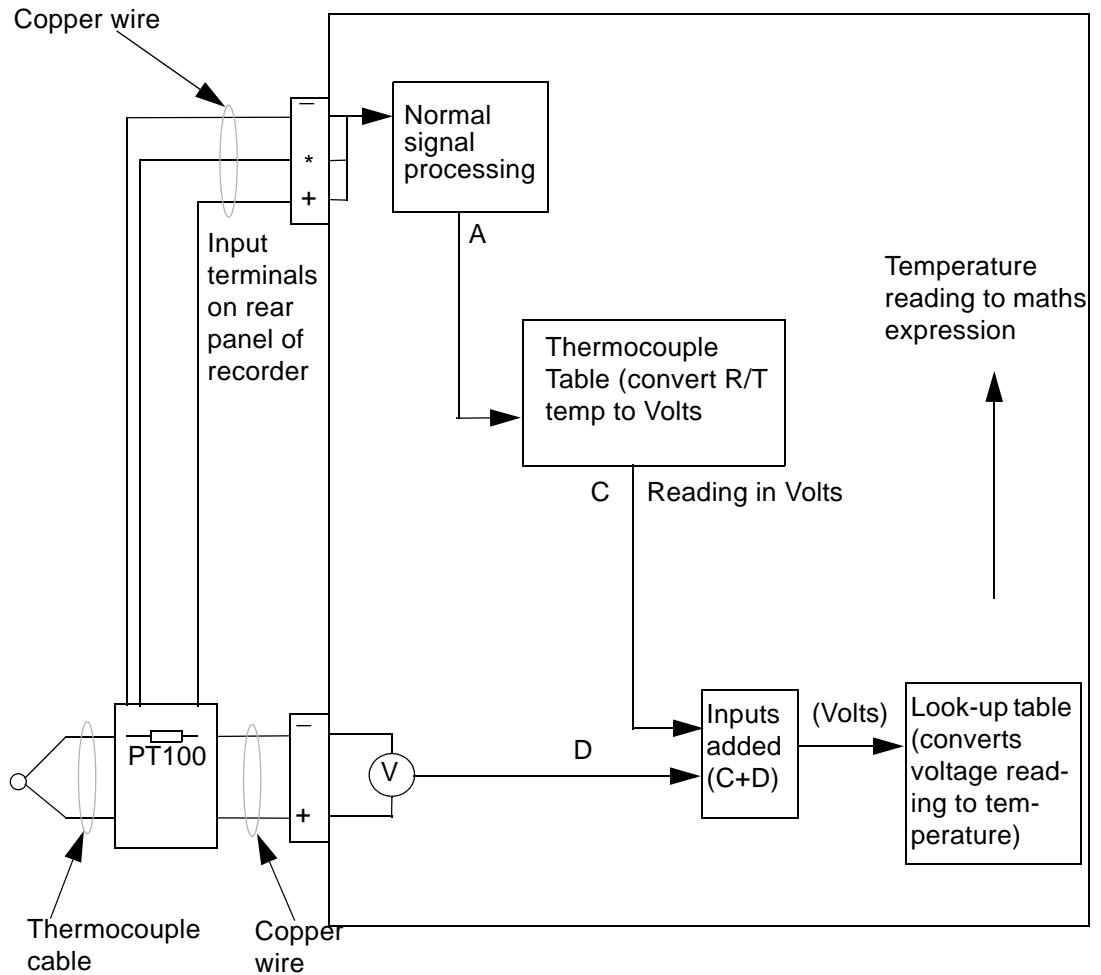 Copper wire
–
*
+
Normal
signal
processing
A
Input
terminals
on rear
panel of
recorder
Temperature
reading to maths
expression
Thermocouple
Table (convert R/T
temp to Volts
C
Reading in Volts
PT100
–
+
V
D
Inputs
added
(C+D)
(Volts)
Look-up table
(converts
voltage read-
ing to tem-
perature)
Thermocouple
cable
Copper
wire